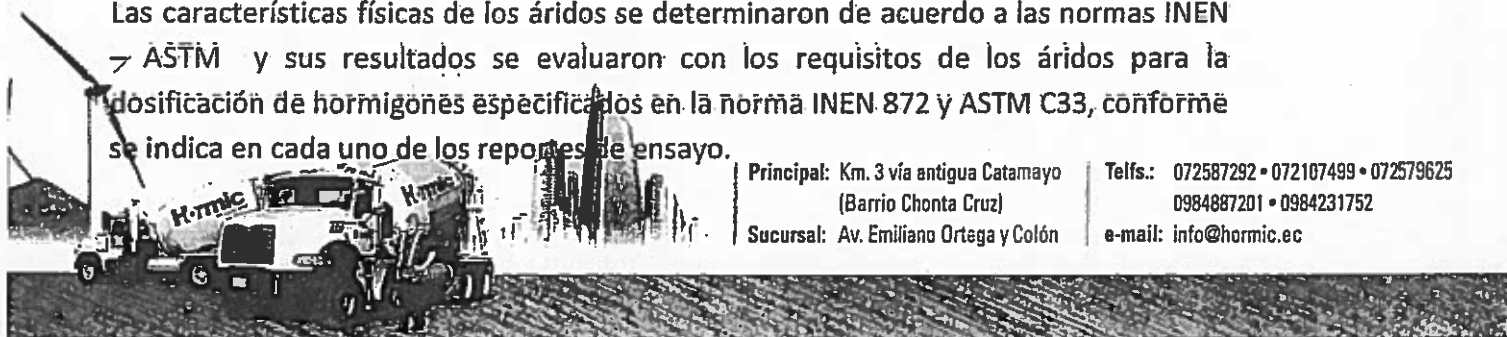 Las características físicas de los áridos se determinaron de acuerdo a las normas INEN
– ASTM y sus resultados se evaluaron con los requisitos de los áridos para la
dosificación de hormigones especificados en la norma INEN 872 y ASTM C33, conforme
se indica en cada uno de los reportes de ensayo.
Hormic
Hormic
Principal: Km. 3 vía antigua Catamayo
(Barrio Chonta Cruz)
Sucursal: Av. Emiliano Ortega y Colón
Telfs.: 072587292 • 072107499 • 072579625
0984887201 • 0984231752
e-mail: info@hormic.ec